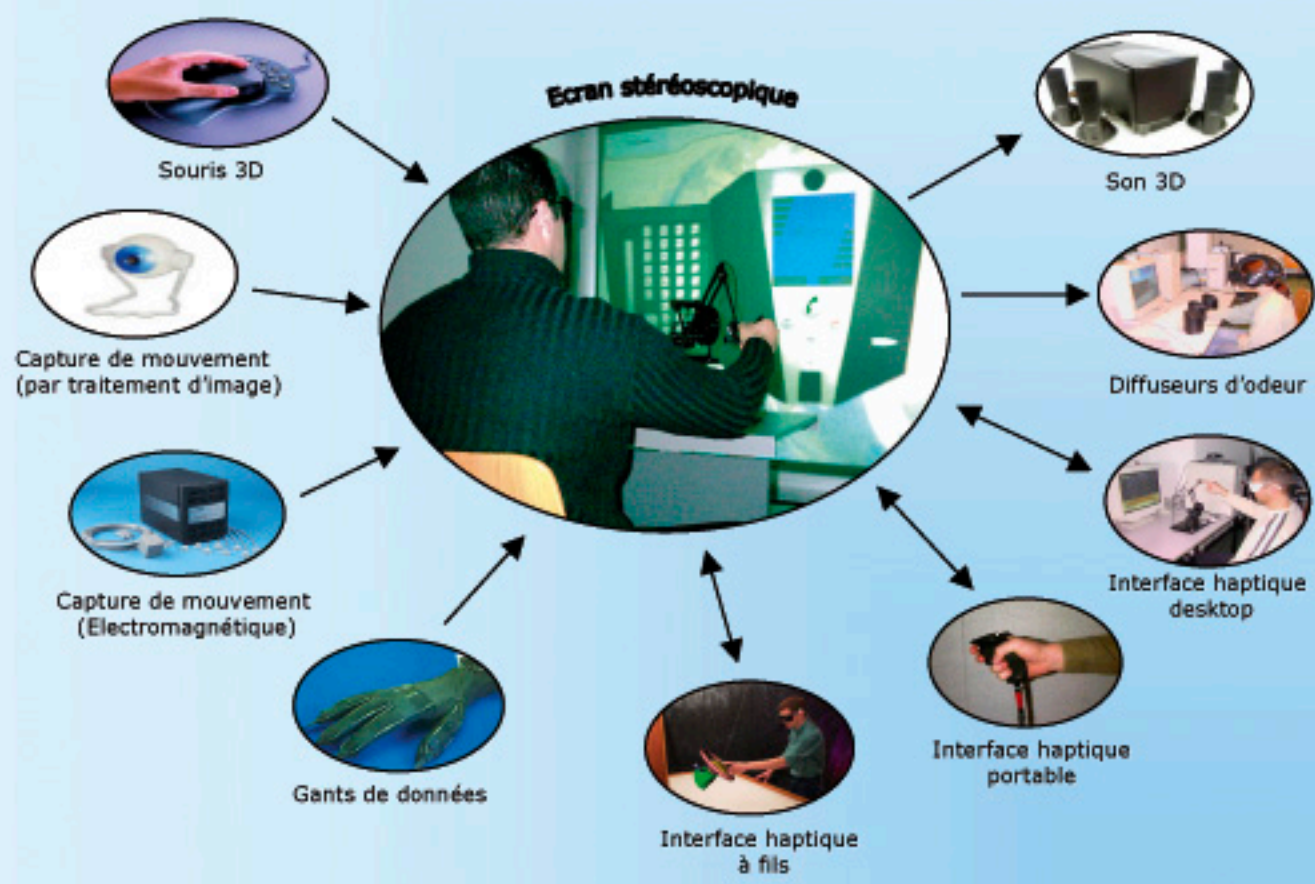 Ecran stéréoscopique
Souris 3D
Son 3D
Capture de mouvement
(par traitement d'image)
Diffuseurs d'odeur
Capture de mouvement
(Electromagnétique)
Interface haptique
desktop
Gants de données
Interface haptique
portable
Interface haptique
à fils